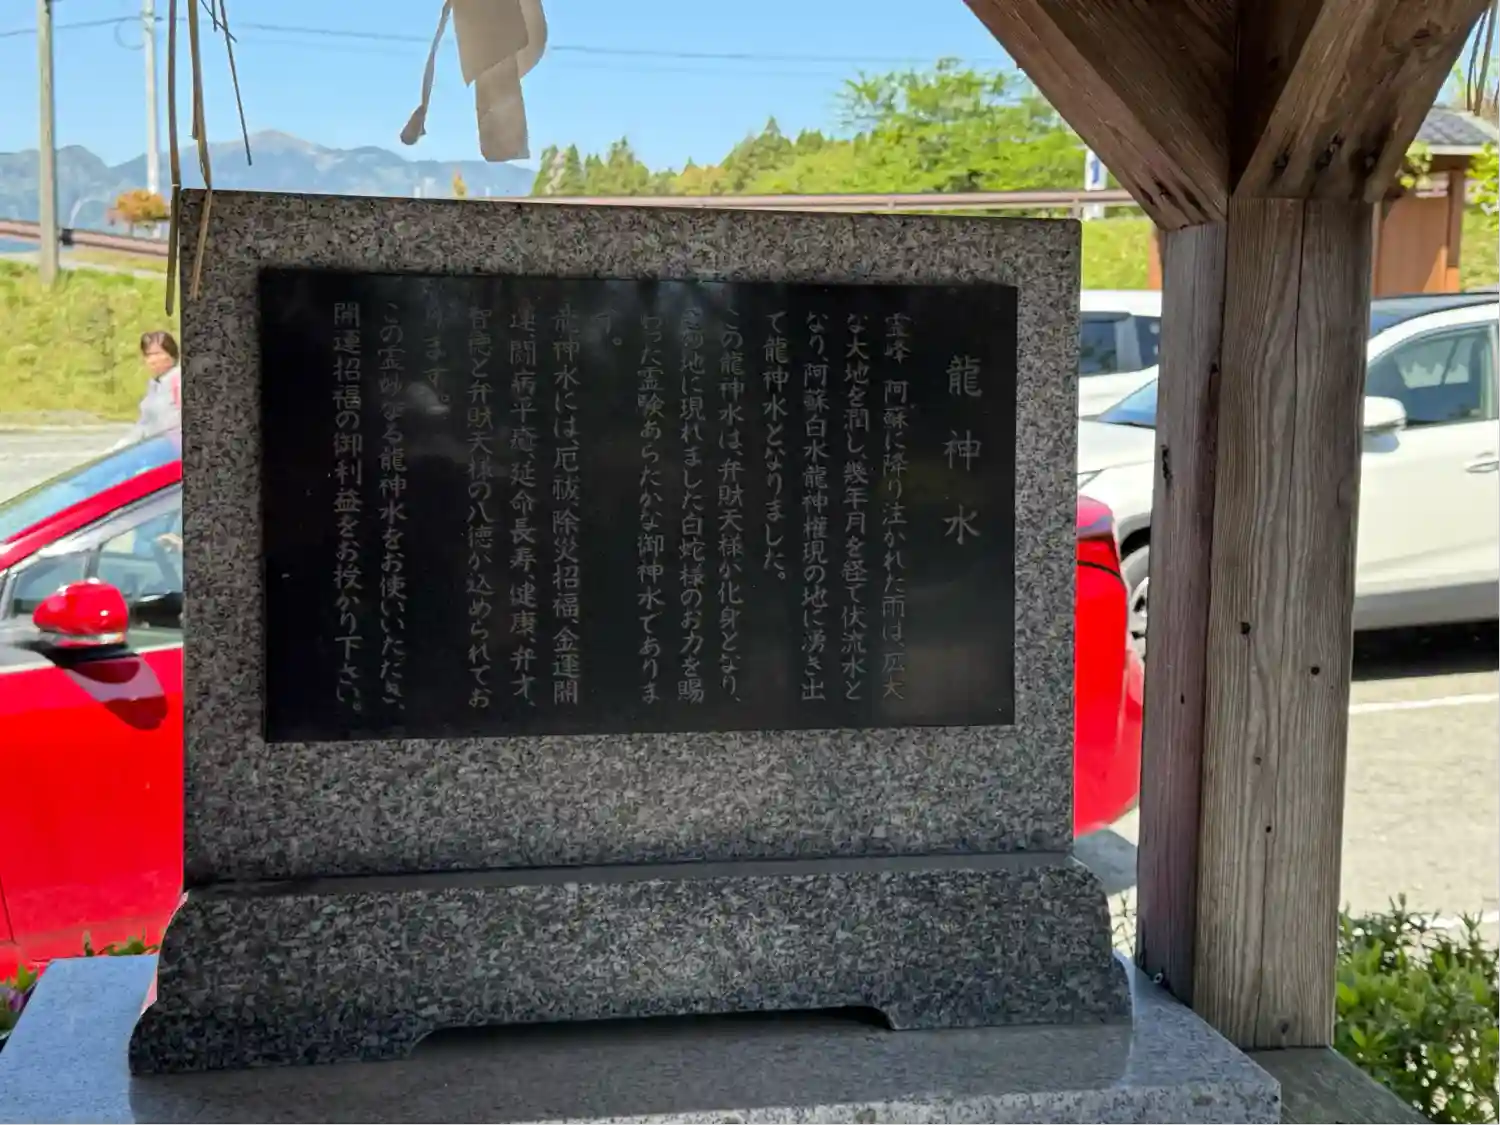 龍神水
霊峰 阿蘇に降り注がれた雨は、広大
な大地を潤し、幾年月を経て伏流水と
なり、阿蘇白水龍神権現の地に湧き出
て龍神水となりました。
この龍神水は、弁財天様が化身となり、
地に現れました白蛇様のお力を賜
わった霊験あらたかな御神水でありま
す。
龍神水には、厄祓除災招福、金運開
運、闘病平癒、延命長寿、健康、弁才、
智徳と弁財天様の八徳が込められてお
ります。
この霊妙なる龍神水をお使いいただき、
開運招福の御利益をお授かり下さい。